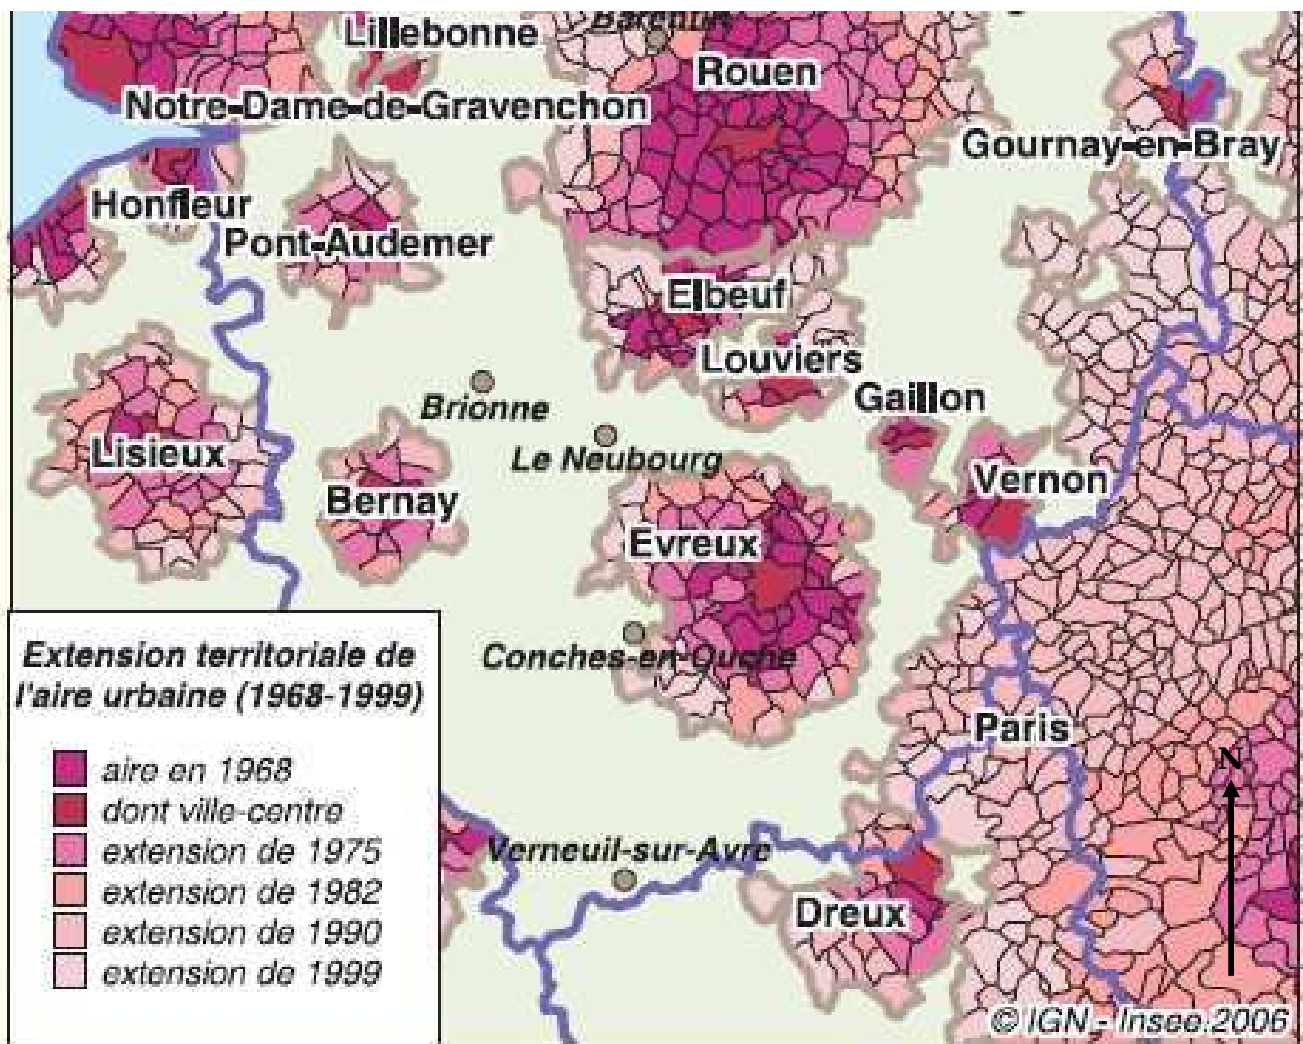 Barentin
Lillebonne
Rouen
Notre-Dame-de-Gravenchon
Gournay-en-Bray
Honfleur
Pont-Audemer
Elbeuf
Louviers
Gaillon
Brionne
Lisieux
Le Neubourg
Vernon
Bernay
Evreux
Conches-en-Ouche
Paris
N
Verneuil-sur-Avre
Dreux
Extension territoriale de
l'aire urbaine (1968-1999)
aire en 1968
dont ville-centre
extension de 1975
extension de 1982
extension de 1990
extension de 1999
© IGN - Insee 2006